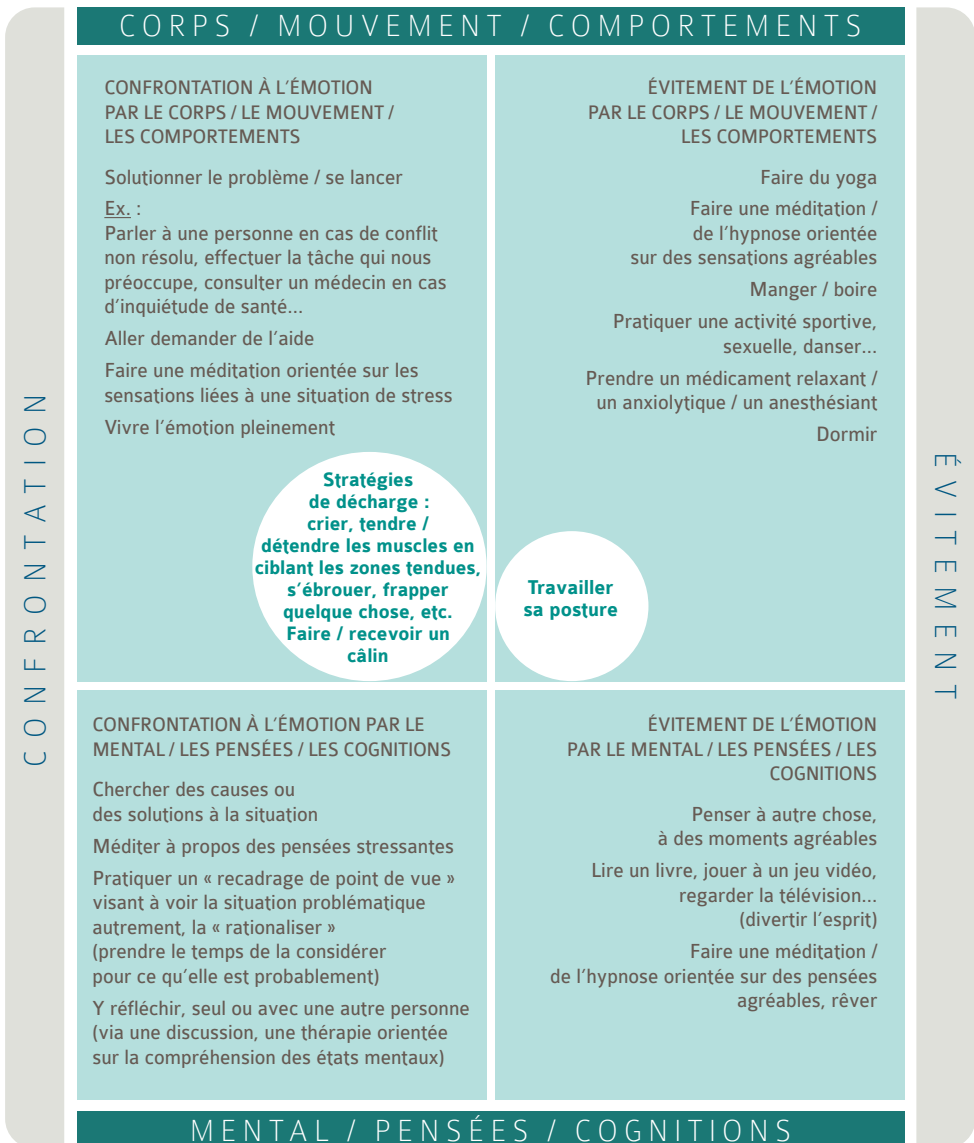 CORPS / MOUVEMENT / COMPORTEMENTS
CONFRONTATION
CONFRONTATION À L'ÉMOTION
PAR LE CORPS / LE MOUVEMENT /
LES COMPORTEMENTS
Solutionner le problème / se lancer
Ex. :
Parler à une personne en cas de conflit
non résolu, effectuer la tâche qui nous
préoccupe, consulter un médecin en cas
d'inquiétude de santé...
Aller demander de l'aide
Faire une méditation orientée sur les
sensations liées à une situation de stress
Vivre l'émotion pleinement
Stratégies
de décharge :
crier, tendre /
détendre les muscles en
ciblant les zones tendues,
s'ébrouer, frapper
quelque chose, etc.
Faire / recevoir un
câlin
ÉVITEMENT DE L'ÉMOTION
PAR LE CORPS / LE MOUVEMENT /
LES COMPORTEMENTS
Faire du yoga
Faire une méditation /
de l'hypnose orientée
sur des sensations agréables
Manger / boire
Pratiquer une activité sportive,
sexuelle, danser...
Prendre un médicament relaxant /
un anxiolytique / un anesthésiant
Dormir
Travailler
sa posture
ÉVITEMENT
CONFRONTATION À L'ÉMOTION PAR LE
MENTAL / LES PENSÉES / LES COGNITIONS
Chercher des causes ou
des solutions à la situation
Méditer à propos des pensées stressantes
Pratiquer un « recadrage de point de vue »
visant à voir la situation problématique
autrement, la « rationaliser »
(prendre le temps de la considérer
pour ce qu'elle est probablement)
Y réfléchir, seul ou avec une autre personne
(via une discussion, une thérapie orientée
sur la compréhension des états mentaux)
ÉVITEMENT DE L'ÉMOTION
PAR LE MENTAL / LES PENSÉES / LES
COGNITIONS
Penser à autre chose,
à des moments agréables
Lire un livre, jouer à un jeu vidéo,
regarder la télévision...
(divertir l'esprit)
Faire une méditation /
de l'hypnose orientée sur des pensées
agréables, rêver
MENTAL / PENSÉES / COGNITIONS